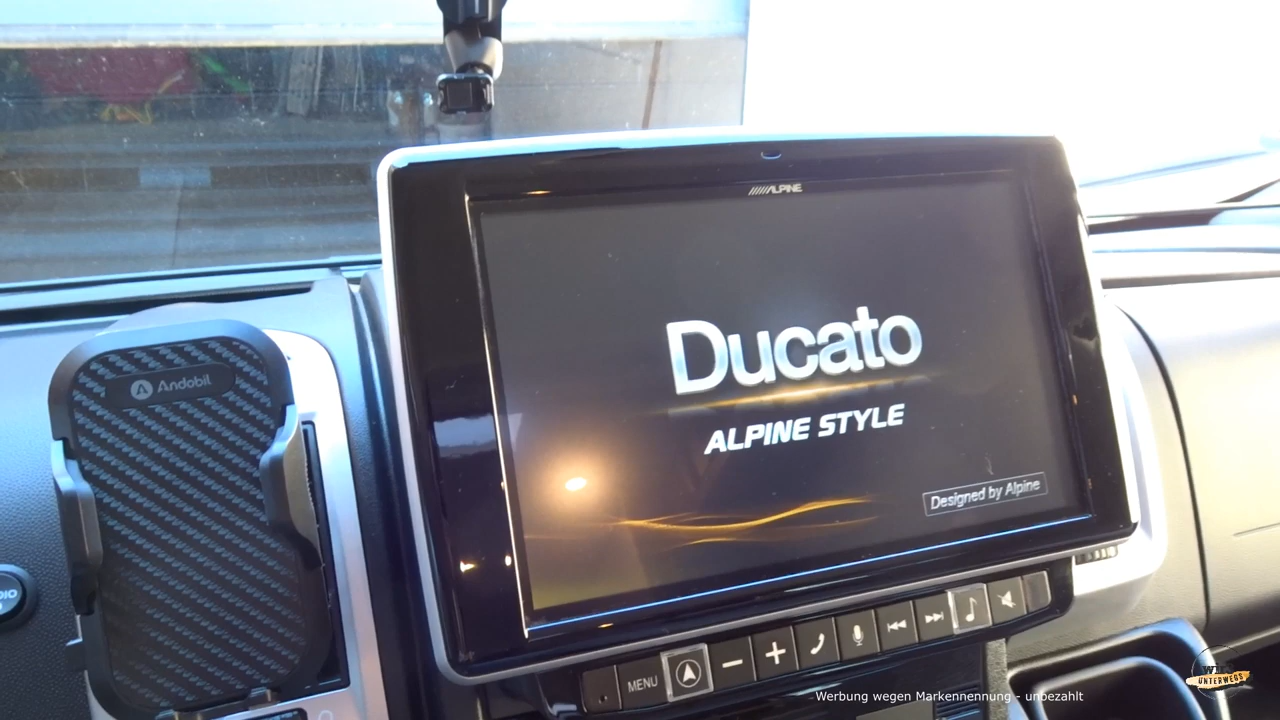 ALPINE
Ducato
ALPINE STYLE
Designed by Alpine
Andobil
MENU
Werbung wegen Markennennung - unbezahlt
UNTERWEGS